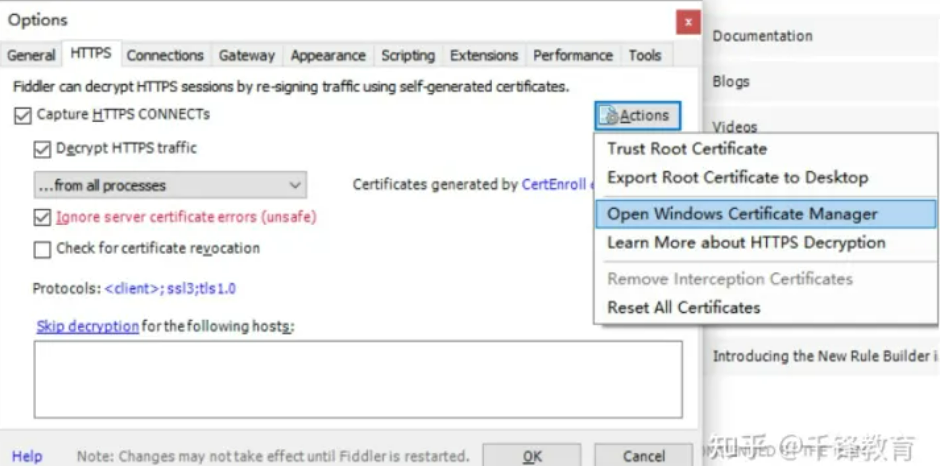 Options
x
General HTTPS Connections Gateway Appearance Scripting Extensions Performance Tools
Fiddler can decrypt HTTPS sessions by re-signing traffic using self-generated certificates.
Capture HTTPS CONNECTs
Actions
Decrypt HTTPS traffic
...from all processes
Certificates generated by CertEnroll
Ignore server certificate errors (unsafe)
Check for certificate revocation
Protocols: <client>;ssl3;tls1.0
Skip decryption for the following hosts:
Help
Note: Changes may not take effect until Fiddler is restarted.
OK
Cancel
Trust Root Certificate
Export Root Certificate to Desktop
Open Windows Certificate Manager
Learn More about HTTPS Decryption
Remove Interception Certificates
Reset All Certificates
Documentation
Blogs
Videos
Introducing the New Rule Builder
知乎 @千锋教育